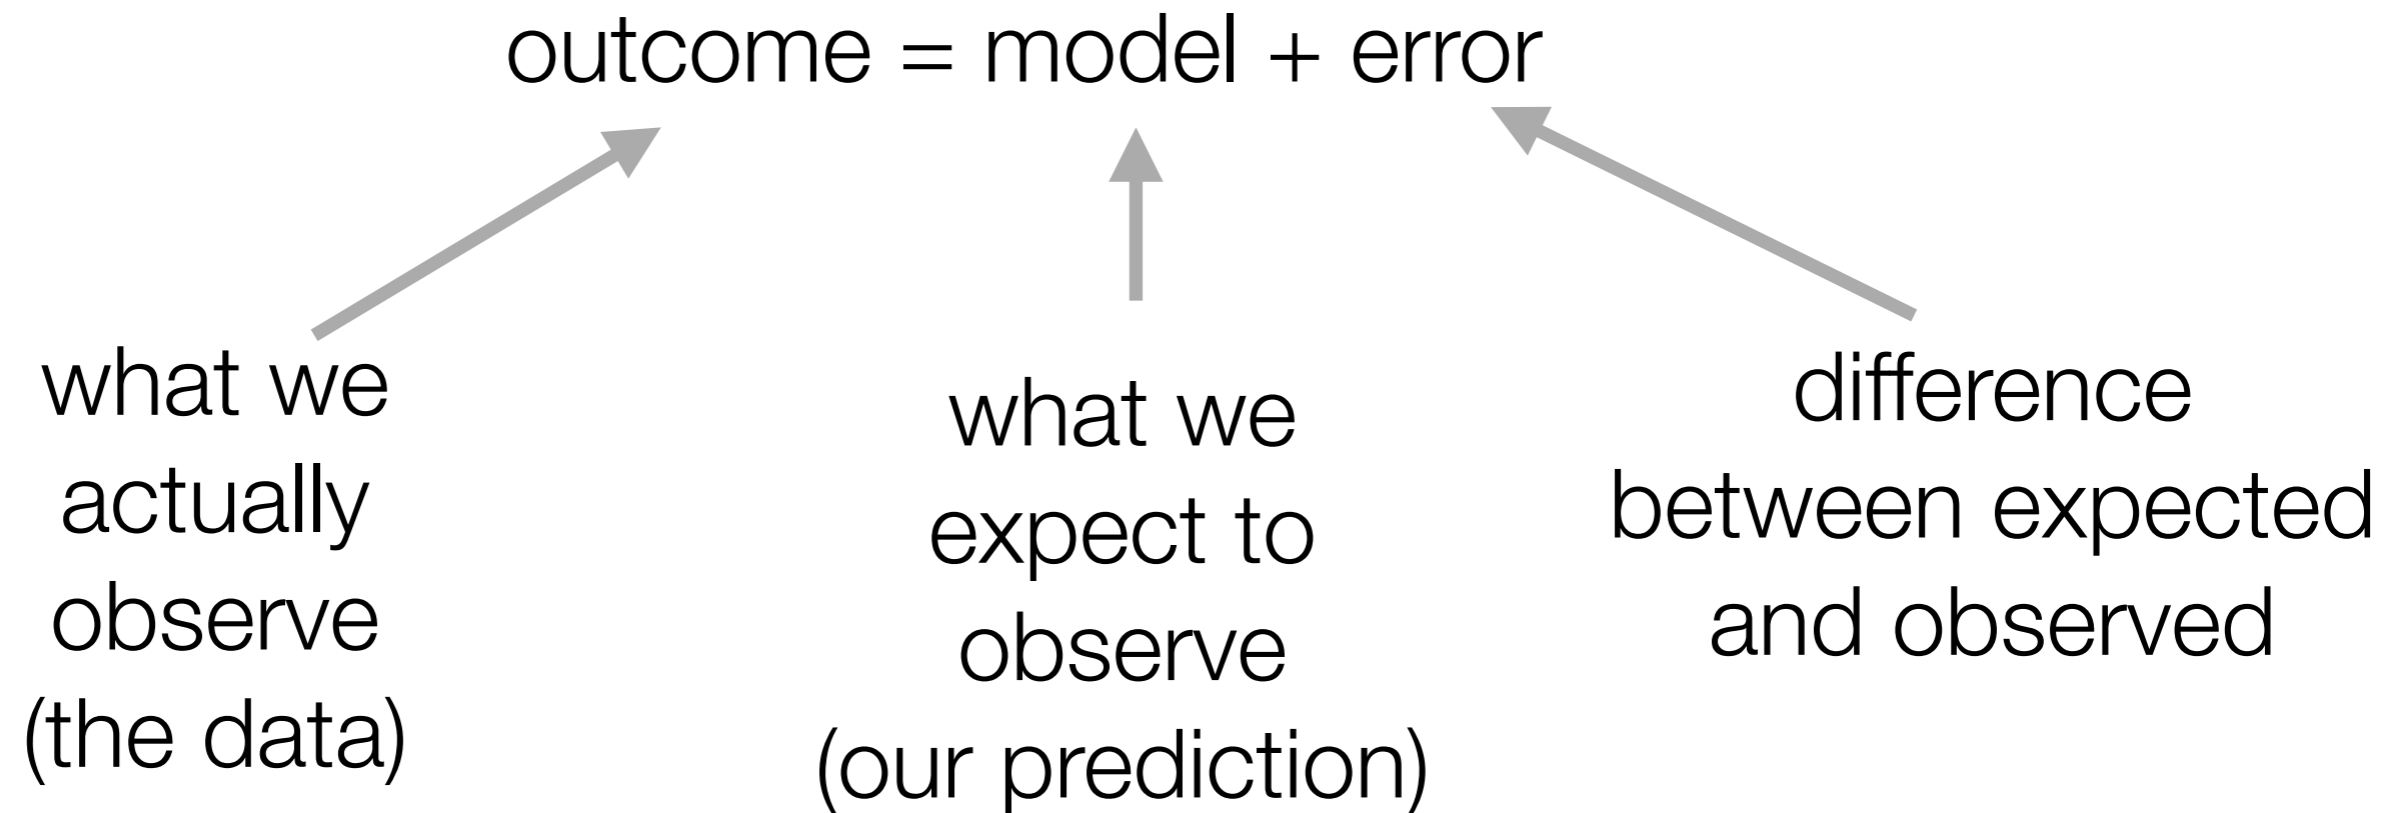 outcome = model + error
what we
actually
observe
(the data)
what we
expect to
observe
(our prediction)
difference
between expected
and observed